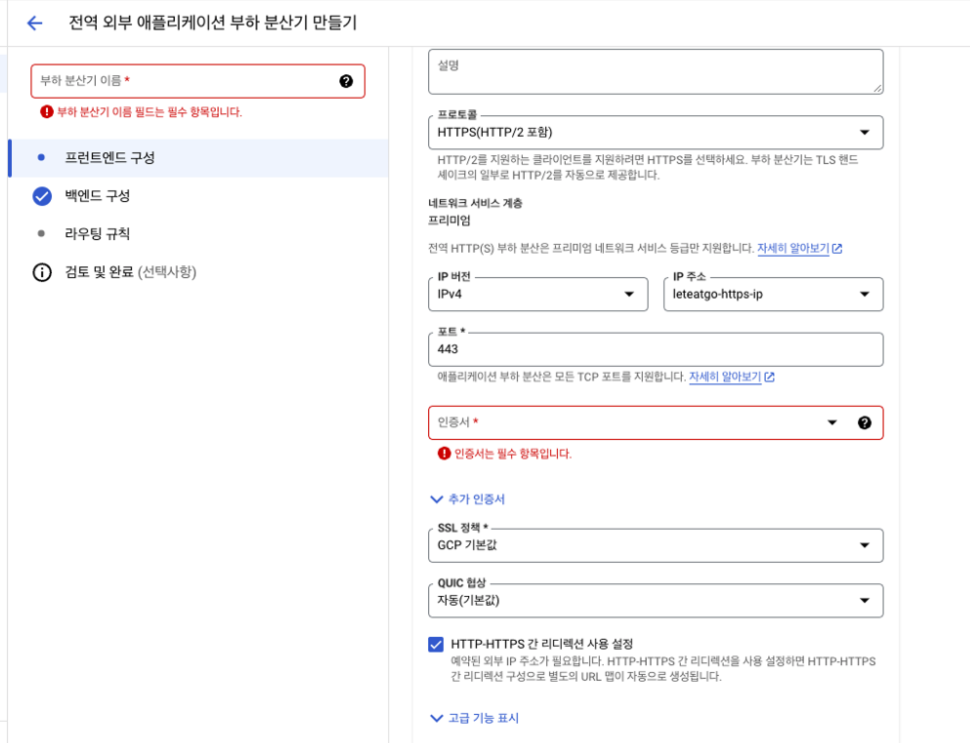 전역 외부 애플리케이션 부하 분산기 만들기
부하 분산기 이름 *
부하 분산기 이름 필드는 필수 항목입니다.
프런트엔드 구성
백엔드 구성
라우팅 규칙
검토 및 완료 (선택사항)
설명
프로토콜
HTTPS(HTTP/2 포함)
HTTP/2를 지원하는 클라이언트를 지원하려면 HTTPS를 선택하세요. 부하 분산기는 TLS 핸드
셰이크의 일부로 HTTP/2를 자동으로 제공합니다.
네트워크 서비스 계층
프리미엄
전역 HTTP(S) 부하 분산은 프리미엄 네트워크 서비스 등급만 지원합니다. 자세히 알아보기
IP 버전
IPv4
IP 주소
leteatgo-https-ip
포트 *
443
애플리케이션 부하 분산은 모든 TCP 포트를 지원합니다. 자세히 알아보기
인증서 *
인증서는 필수 항목입니다.
추가 인증서
SSL 정책 *
GCP 기본값
QUIC 협상
자동(기본값)
HTTP-HTTPS 간 리디렉션 사용 설정
예약된 외부 IP 주소가 필요합니다. HTTP-HTTPS 간 리디렉션을 사용 설정하면 HTTP-HTTPS
간 리디렉션 구성으로 별도의 URL 맵이 자동으로 생성됩니다.
고급 기능 표시